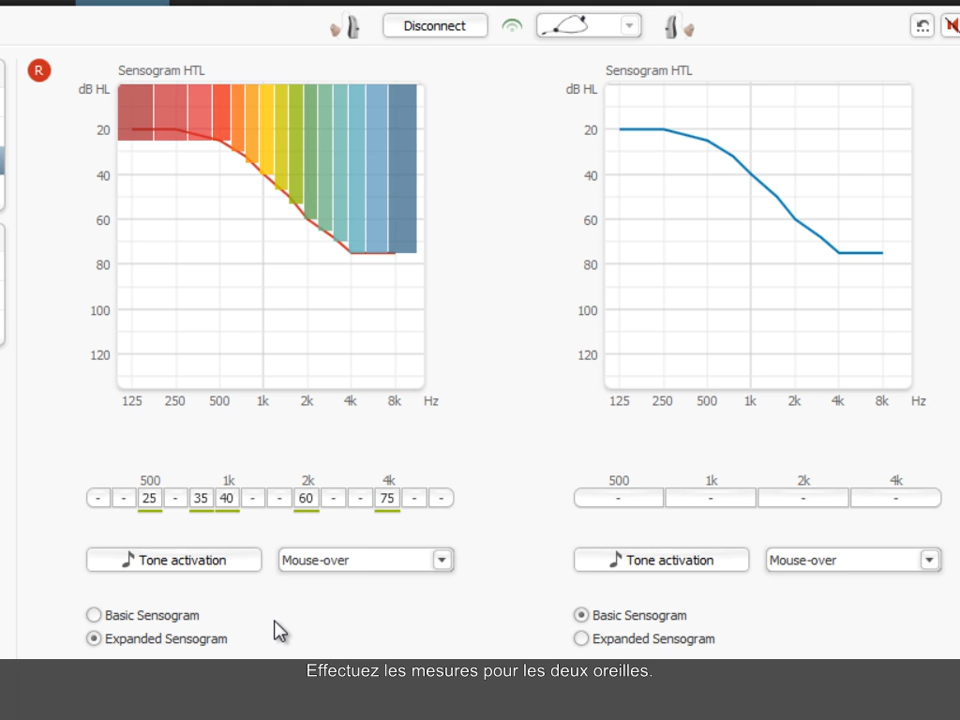 Disconnect
R
Sensogram HTL
dB HL
20
40
60
80
100
120
125 250 500 1k 2k 4k 8k Hz
500 1k 2k 4k
- - 25 - 35 40 - - 60 - - 75 - -
Tone activation
Mouse-over
Basic Sensogram
Expanded Sensogram
Sensogram HTL
dB HL
20
40
60
80
100
120
125 250 500 1k 2k 4k 8k Hz
500 1k 2k 4k
- - - -
Tone activation
Mouse-over
Basic Sensogram
Expanded Sensogram
Effectuez les mesures pour les deux oreilles.